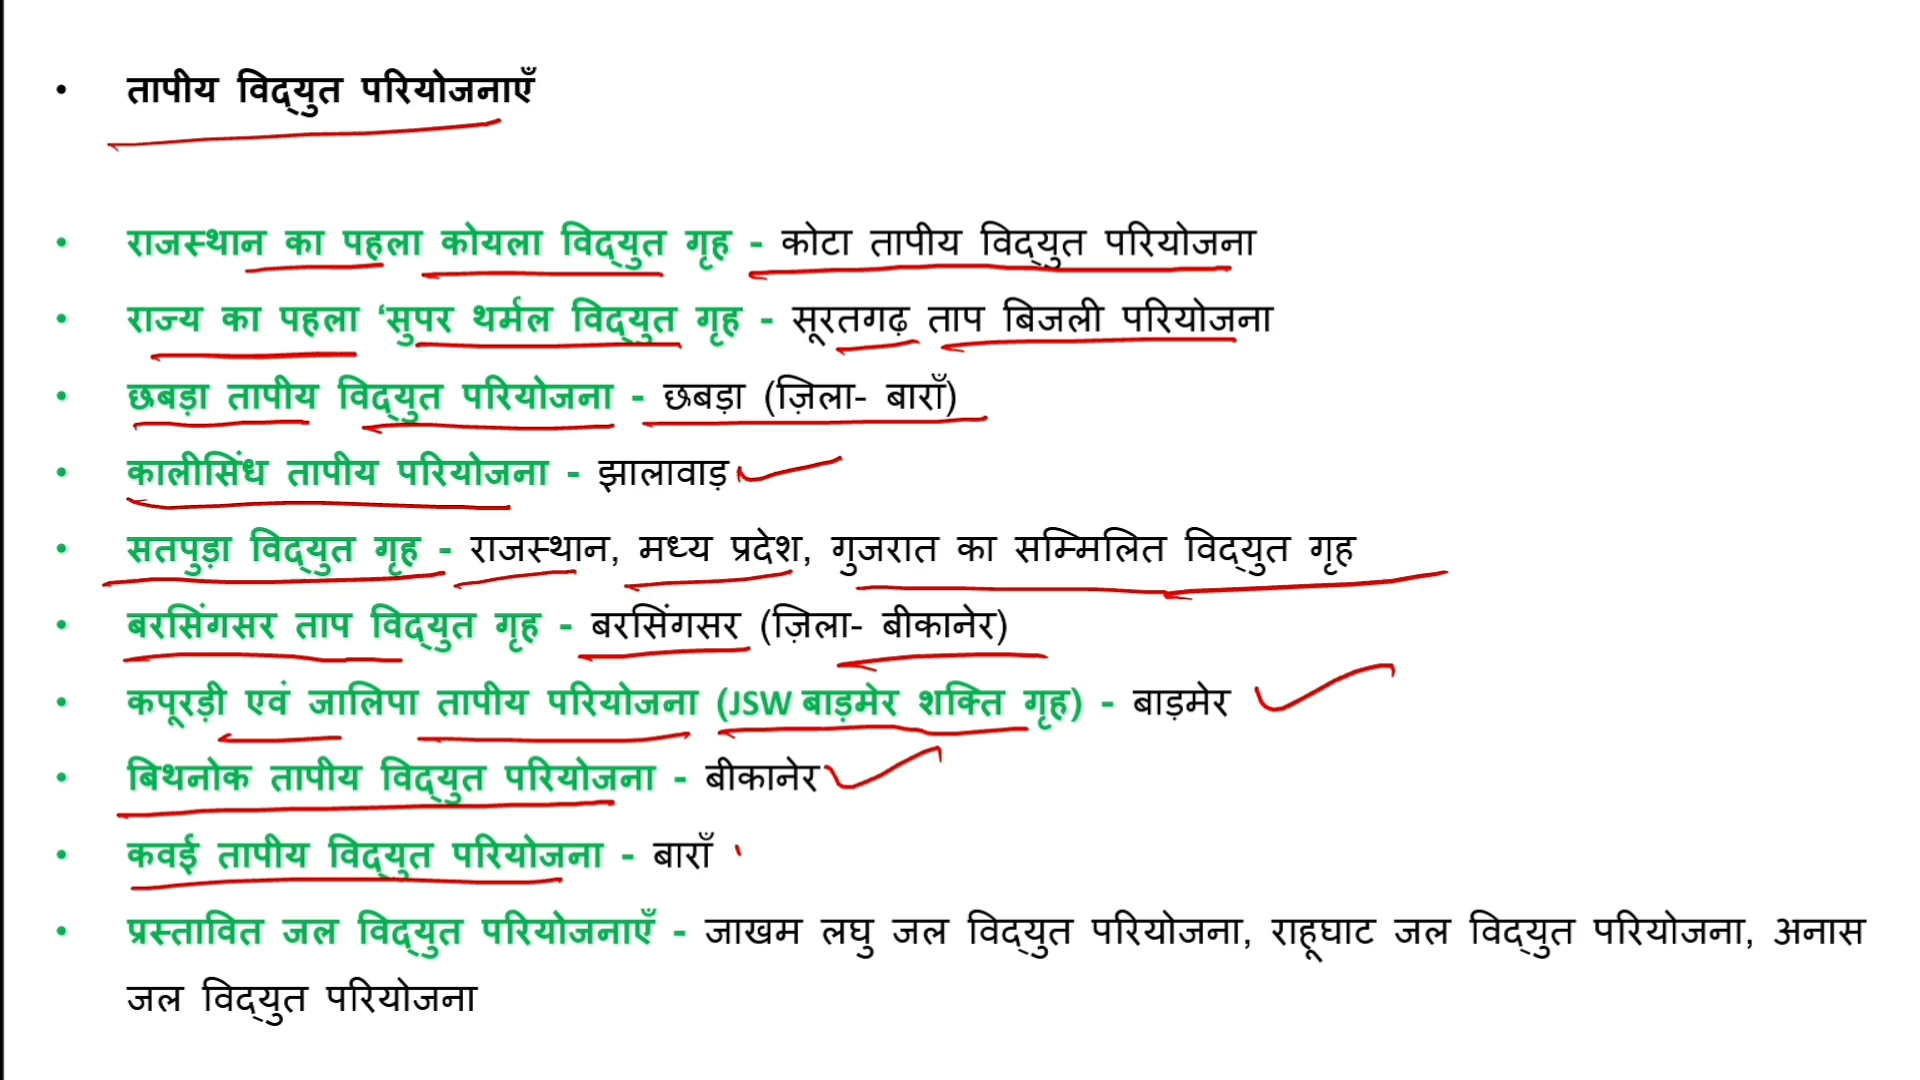 • तापीय विद्युत परियोजनाएँ
• राजस्थान का पहला कोयला विद्युत गृह - कोटा तापीय विद्युत परियोजना
• राज्य का पहला ‘सुपर थर्मल विद्युत गृह - सूरतगढ़ ताप बिजली परियोजना
• छबड़ा तापीय विद्युत परियोजना - छबड़ा (ज़िला- बाराँ)
• कालीसिंध तापीय परियोजना - झालावाड़
• सतपुड़ा विद्युत गृह - राजस्थान, मध्य प्रदेश, गुजरात का सम्मिलित विद्युत गृह
• बरसिंगसर ताप विद्युत गृह - बरसिंगसर (ज़िला- बीकानेर)
• कपूरड़ी एवं जालिपा तापीय परियोजना (JSW बाड़मेर शक्ति गृह) - बाड़मेर
• बिथनोक तापीय विद्युत परियोजना - बीकानेर
• कवई तापीय विद्युत परियोजना - बाराँ
• प्रस्तावित जल विद्युत परियोजनाएँ - जाखम लघु जल विद्युत परियोजना, राहूघाट जल विद्युत परियोजना, अनास
जल विद्युत परियोजना